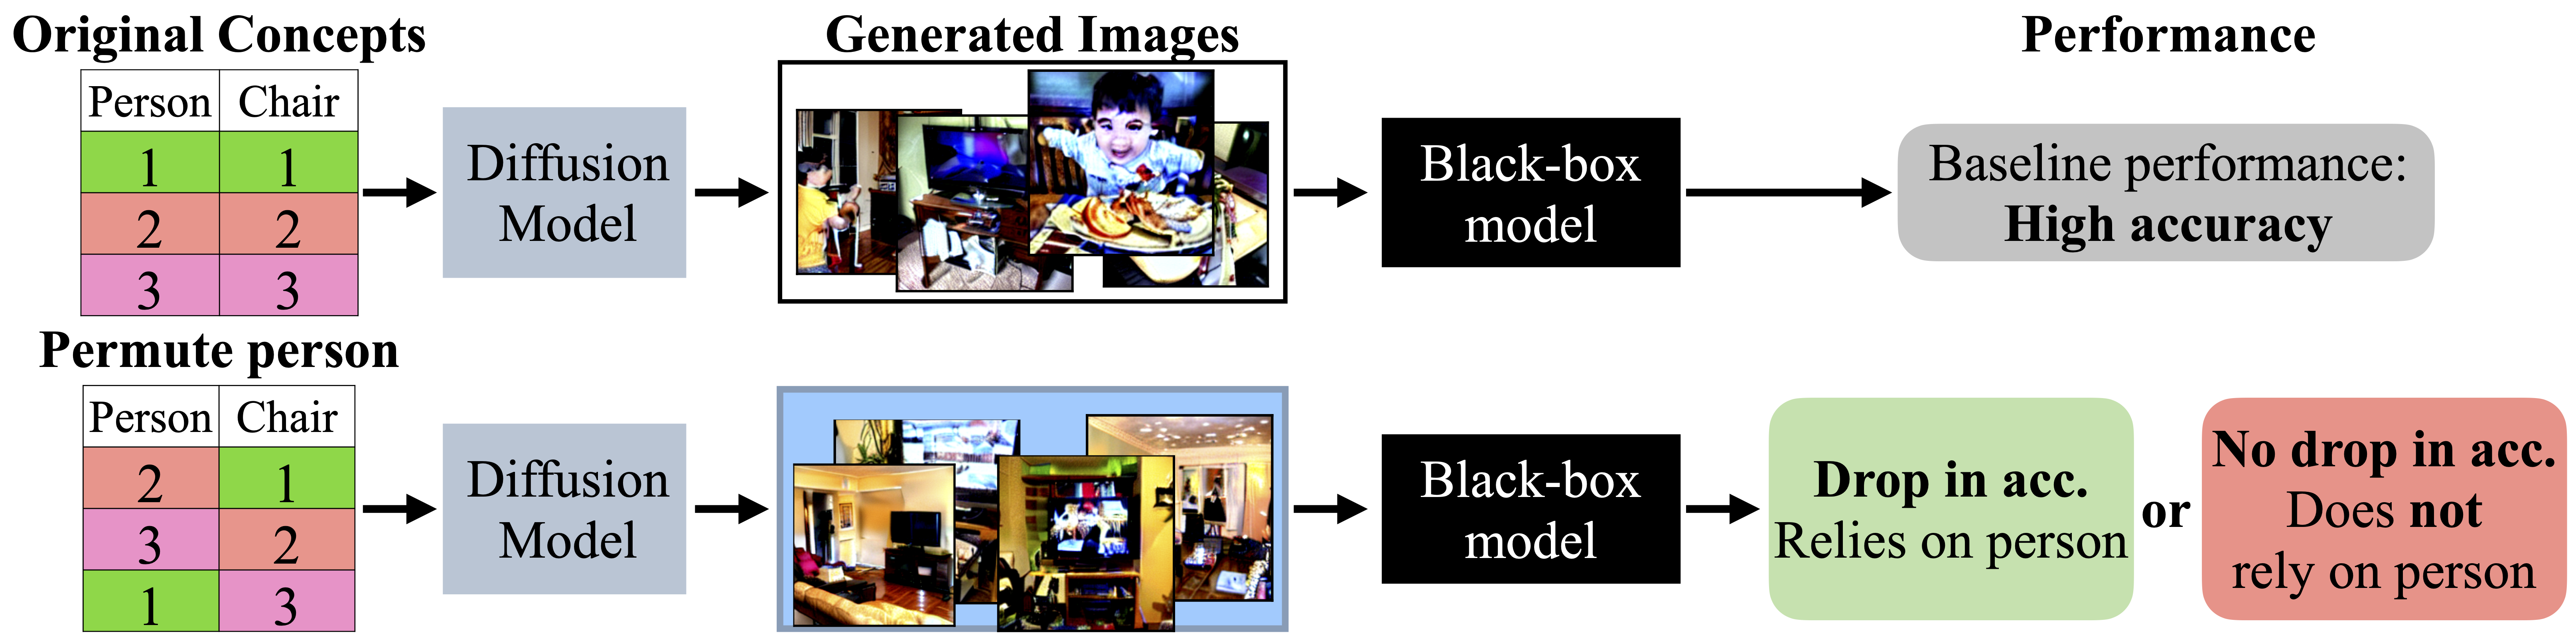 Original Concepts
Person Chair
1 1
2 2
3 3
Diffusion
Model
Generated Images
Black-box
model
Performance
Baseline performance:
High accuracy
Permute person
Person Chair
2 1
3 2
1 3
Diffusion
Model
Black-box
model
Drop in acc.
Relies on person
or
No drop in acc.
Does not
rely on person